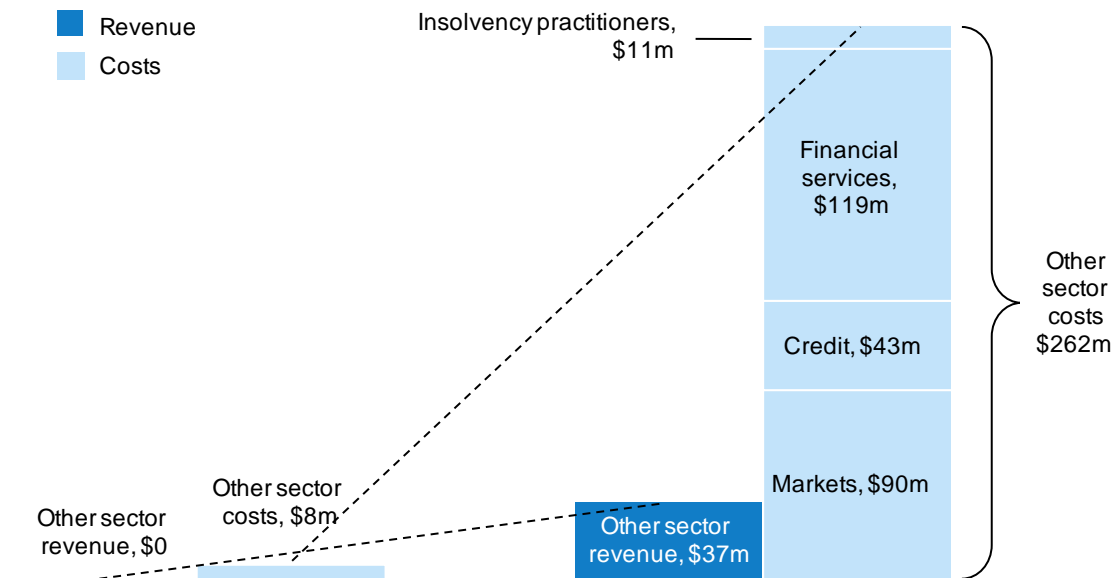 Revenue
Costs
Insolvency practitioners,
$11m
Financial
services,
$119m
Other
sector
costs
$262m
Credit, $43m
Markets, $90m
Other sector
costs, $8m
Other sector
revenue, $0
Other sector
revenue, $37m